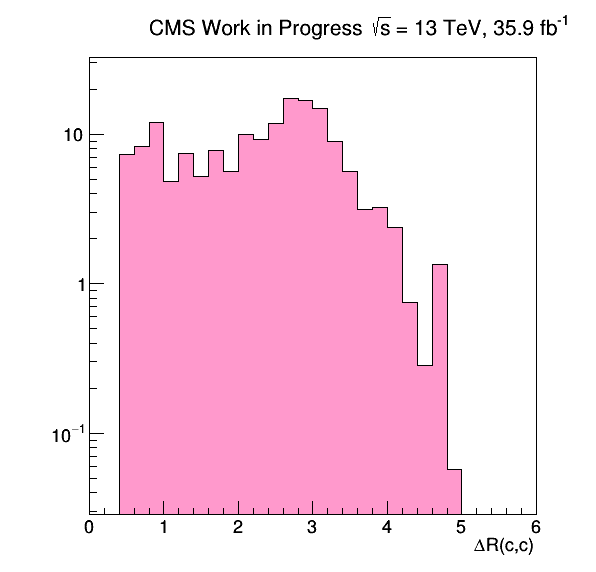 CMS Work in Progress √s = 13 TeV, 35.9 fb⁻¹
10
1
10⁻¹
0 1 2 3 4 5 6
ΔR(c,c)